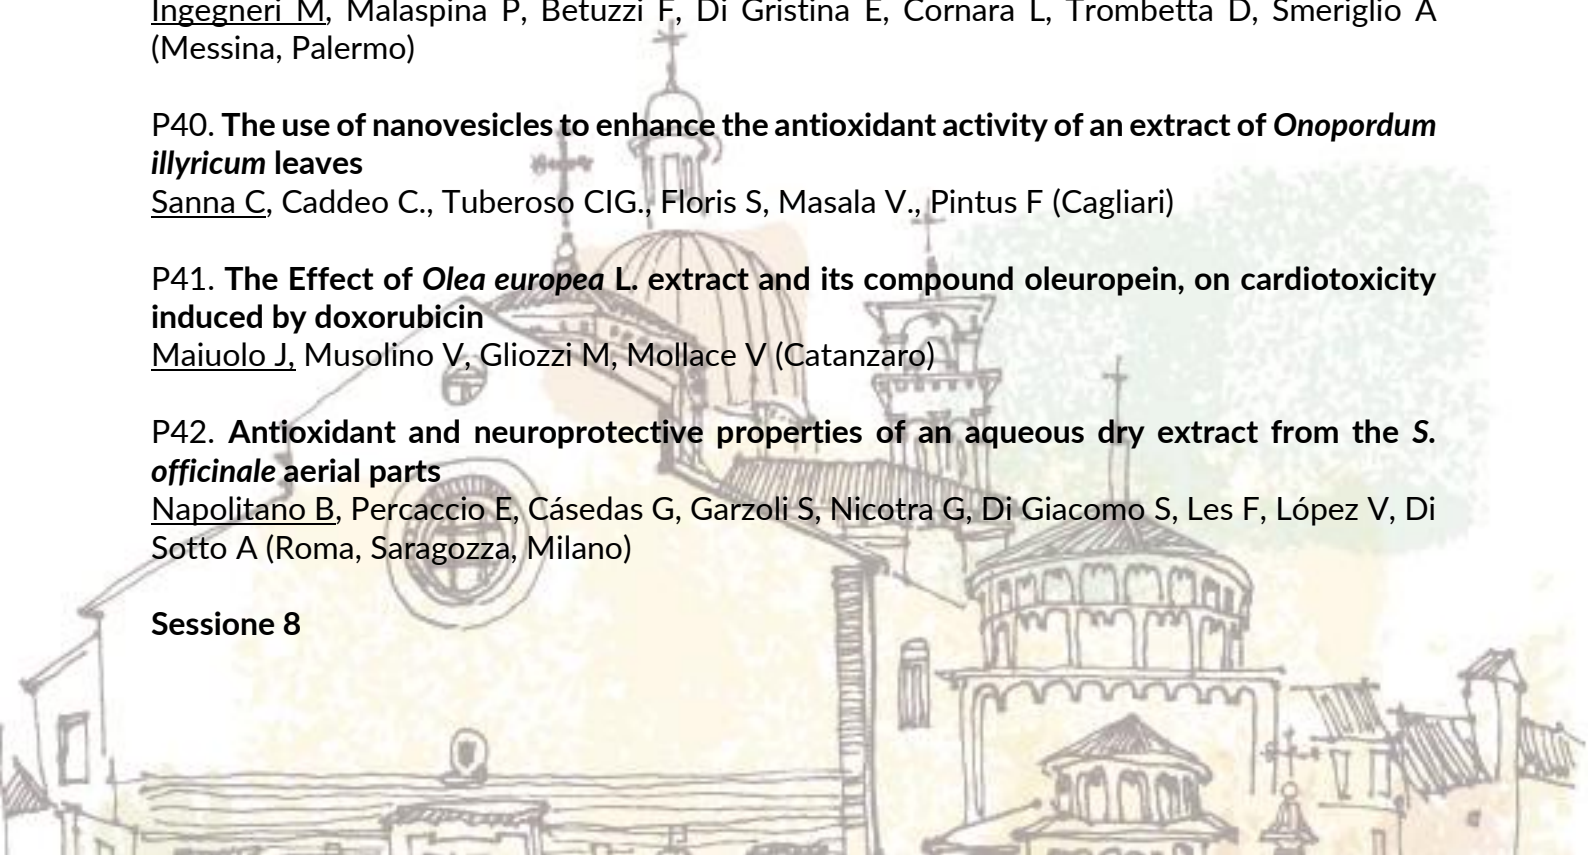 Ingegneri M, Malaspina P, Betuzzi F, Di Gristina E, Cornara L, Trombetta D, Smeriglio A
(Messina, Palermo)
P40. The use of nanovesicles to enhance the antioxidant activity of an extract of Onopordum
illyricum leaves
Sanna C, Caddeo C., Tuberoso CIG., Floris S, Masala V., Pintus F (Cagliari)
P41. The Effect of Olea europea L. extract and its compound oleuropein, on cardiotoxicity
induced by doxorubicin
Maiuolo J, Musolino V, Gliozzi M, Mollace V (Catanzaro)
P42. Antioxidant and neuroprotective properties of an aqueous dry extract from the S.
officinale aerial parts
Napolitano B, Percaccio E, Cásedas G, Garzoli S, Nicotra G, Di Giacomo S, Les F, López V, Di
Sotto A (Roma, Saragozza, Milano)
Sessione 8